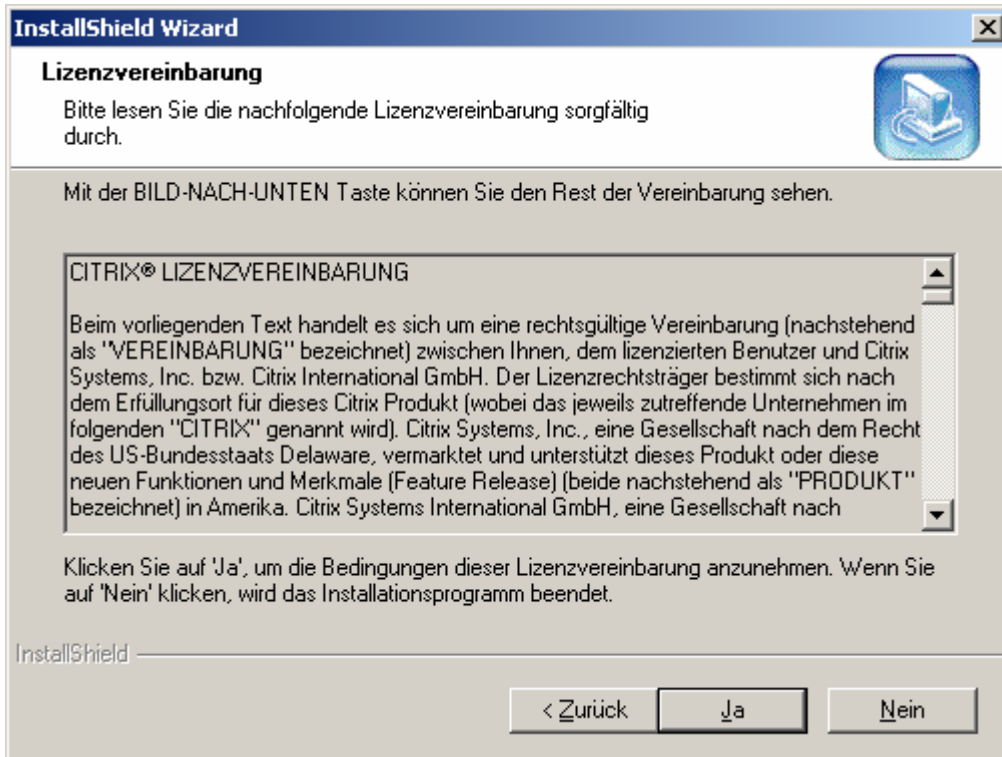 InstallShield Wizard
Lizenzvereinbarung
Bitte lesen Sie die nachfolgende Lizenzvereinbarung sorgfältig
durch.
Mit der BILD-NACH-UNTEN Taste können Sie den Rest der Vereinbarung sehen.
CITRIX® LIZENZVEREINBARUNG
Beim vorliegenden Text handelt es sich um eine rechtsgültige Vereinbarung (nachstehend
als "VEREINBARUNG" bezeichnet) zwischen Ihnen, dem lizenzierten Benutzer und Citrix
Systems, Inc. bzw. Citrix International GmbH. Der Lizenzrechtsträger bestimmt sich nach
dem Erfüllungsort für dieses Citrix Produkt (wobei das jeweils zutreffende Unternehmen im
folgenden "CITRIX" genannt wird). Citrix Systems, Inc., eine Gesellschaft nach dem Recht
des US-Bundesstaats Delaware, vermarktet und unterstützt dieses Produkt oder diese
neuen Funktionen und Merkmale (Feature Release) (beide nachstehend als "PRODUKT"
bezeichnet) in Amerika. Citrix Systems International GmbH, eine Gesellschaft nach
Klicken Sie auf 'Ja', um die Bedingungen dieser Lizenzvereinbarung anzunehmen. Wenn Sie
auf 'Nein' klicken, wird das Installationsprogramm beendet.
InstallShield
< Zurück
Ja
Nein